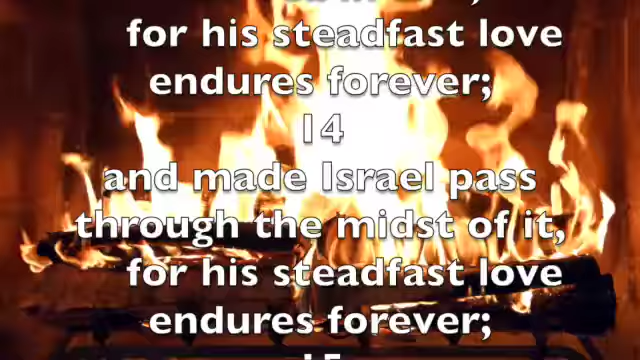 for his steadfast love
endures forever;
14
and made Israel pass
through the midst of it,
for his steadfast love
endures forever;
15